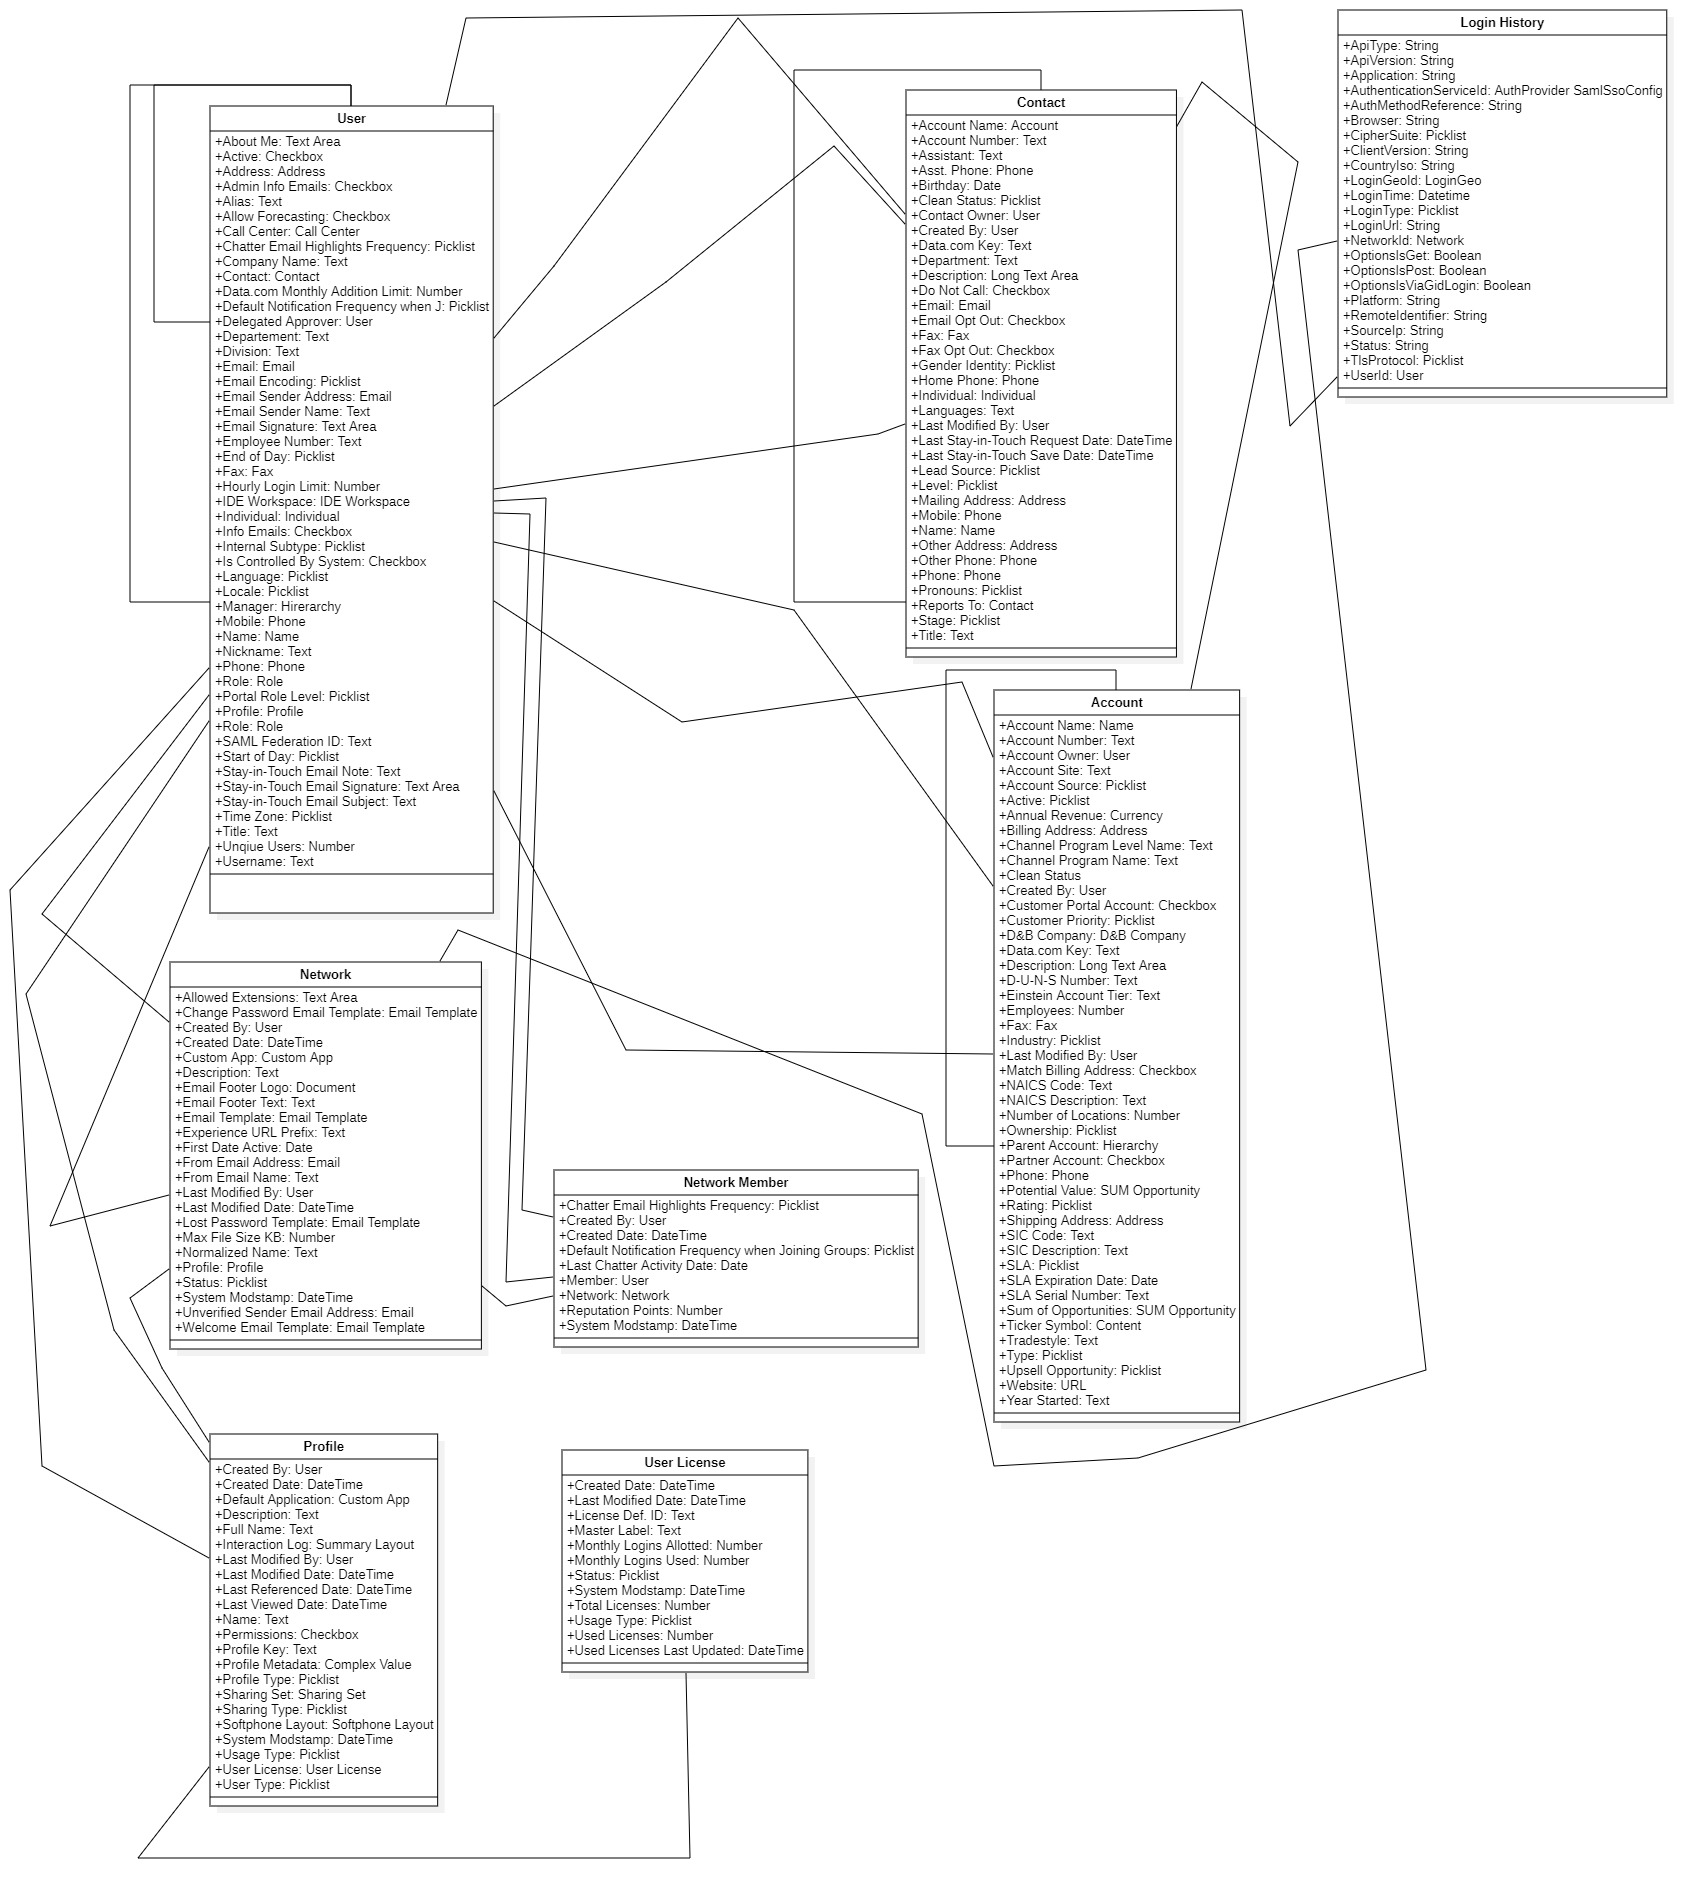 Login History
+ApiType: String
+ApiVersion: String
+Application: String
+AuthenticationServiceId: AuthProvider SamlSsoConfig
+AuthMethodReference: String
+Browser: String
+CipherSuite: Picklist
+ClientVersion: String
+CountryIso: String
+LoginGeoId: LoginGeo
+LoginTime: Datetime
+LoginType: Picklist
+LoginUrl: String
+NetworkId: Network
+OptionsIsGet: Boolean
+OptionsIsPost: Boolean
+OptionsIsViaGidLogin: Boolean
+Platform: String
+RemoteIdentifier: String
+SourceIp: String
+Status: String
+TlsProtocol: Picklist
+UserId: User
User
+About Me: Text Area
+Active: Checkbox
+Address: Address
+Admin Info Emails: Checkbox
+Alias: Text
+Allow Forecasting: Checkbox
+Call Center: Call Center
+Chatter Email Highlights Frequency: Picklist
+Company Name: Text
+Contact: Contact
+Data.com Monthly Addition Limit: Number
+Default Notification Frequency when J: Picklist
+Delegated Approver: User
+Departement: Text
+Division: Text
+Email: Email
+Email Encoding: Picklist
+Email Sender Address: Email
+Email Sender Name: Text
+Email Signature: Text Area
+Employee Number: Text
+End of Day: Picklist
+Fax: Fax
+Hourly Login Limit: Number
+IDE Workspace: IDE Workspace
+Individual: Individual
+Info Emails: Checkbox
+Internal Subtype: Picklist
+Is Controlled By System: Checkbox
+Language: Picklist
+Locale: Picklist
+Manager: Hirerarchy
+Mobile: Phone
+Name: Name
+Nickname: Text
+Phone: Phone
+Role: Role
+Portal Role Level: Picklist
+Profile: Profile
+Role: Role
+SAML Federation ID: Text
+Start of Day: Picklist
+Stay-in-Touch Email Note: Text
+Stay-in-Touch Email Signature: Text Area
+Stay-in-Touch Email Subject: Text
+Time Zone: Picklist
+Title: Text
+Unqiue Users: Number
+Username: Text
Contact
+Account Name: Account
+Account Number: Text
+Assistant: Text
+Asst. Phone: Phone
+Birthday: Date
+Clean Status: Picklist
+Contact Owner: User
+Created By: User
+Data.com Key: Text
+Department: Text
+Description: Long Text Area
+Do Not Call: Checkbox
+Email: Email
+Email Opt Out: Checkbox
+Fax: Fax
+Fax Opt Out: Checkbox
+Gender Identity: Picklist
+Home Phone: Phone
+Individual: Individual
+Languages: Text
+Last Modified By: User
+Last Stay-in-Touch Request Date: DateTime
+Last Stay-in-Touch Save Date: DateTime
+Lead Source: Picklist
+Level: Picklist
+Mailing Address: Address
+Mobile: Phone
+Name: Name
+Other Address: Address
+Other Phone: Phone
+Phone: Phone
+Pronouns: Picklist
+Reports To: Contact
+Stage: Picklist
+Title: Text
Account
+Account Name: Name
+Account Number: Text
+Account Owner: User
+Account Site: Text
+Account Source: Picklist
+Active: Picklist
+Annual Revenue: Currency
+Billing Address: Address
+Channel Program Level Name: Text
+Channel Program Name: Text
+Clean Status
+Created By: User
+Customer Portal Account: Checkbox
+Customer Priority: Picklist
+D&B Company: D&B Company
+Data.com Key: Text
+Description: Long Text Area
+D-U-N-S Number: Text
+Einstein Account Tier: Text
+Employees: Number
+Fax: Fax
+Industry: Picklist
+Last Modified By: User
+Match Billing Address: Checkbox
+NAICS Code: Text
+NAICS Description: Text
+Number of Locations: Number
+Ownership: Picklist
+Parent Account: Hierarchy
+Partner Account: Checkbox
+Phone: Phone
+Potential Value: SUM Opportunity
+Rating: Picklist
+Shipping Address: Address
+SIC Code: Text
+SIC Description: Text
+SLA: Picklist
+SLA Expiration Date: Date
+SLA Serial Number: Text
+Sum of Opportunities: SUM Opportunity
+Ticker Symbol: Content
+Tradestyle: Text
+Type: Picklist
+Upsell Opportunity: Picklist
+Website: URL
+Year Started: Text
Network
+Allowed Extensions: Text Area
+Change Password Email Template: Email Template
+Created By: User
+Created Date: DateTime
+Custom App: Custom App
+Description: Text
+Email Footer Logo: Document
+Email Footer Text: Text
+Email Template: Email Template
+Experience URL Prefix: Text
+First Date Active: Date
+From Email Address: Email
+From Email Name: Text
+Last Modified By: User
+Last Modified Date: DateTime
+Lost Password Template: Email Template
+Max File Size KB: Number
+Normalized Name: Text
+Profile: Profile
+Status: Picklist
+System Modstamp: DateTime
+Unverified Sender Email Address: Email
+Welcome Email Template: Email Template
Network Member
+Chatter Email Highlights Frequency: Picklist
+Created By: User
+Created Date: DateTime
+Default Notification Frequency when Joining Groups: Picklist
+Last Chatter Activity Date: Date
+Member: User
+Network: Network
+Reputation Points: Number
+System Modstamp: DateTime
Profile
+Created By: User
+Created Date: DateTime
+Default Application: Custom App
+Description: Text
+Full Name: Text
+Interaction Log: Summary Layout
+Last Modified By: User
+Last Modified Date: DateTime
+Last Referenced Date: DateTime
+Last Viewed Date: DateTime
+Name: Text
+Permissions: Checkbox
+Profile Key: Text
+Profile Metadata: Complex Value
+Profile Type: Picklist
+Sharing Set: Sharing Set
+Sharing Type: Picklist
+Softphone Layout: Softphone Layout
+System Modstamp: DateTime
+Usage Type: Picklist
+User License: User License
+User Type: Picklist
User License
+Created Date: DateTime
+Last Modified Date: DateTime
+License Def. ID: Text
+Master Label: Text
+Monthly Logins Allotted: Number
+Monthly Logins Used: Number
+Status: Picklist
+System Modstamp: DateTime
+Total Licenses: Number
+Usage Type: Picklist
+Used Licenses: Number
+Used Licenses Last Updated: DateTime